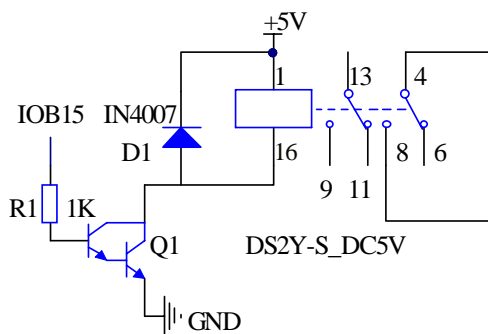 +5V
1 13 4
IOB15 IN4007
D1 16 8 6
9 11
R1 1K
Q1 DS2Y-S_DC5V
GND